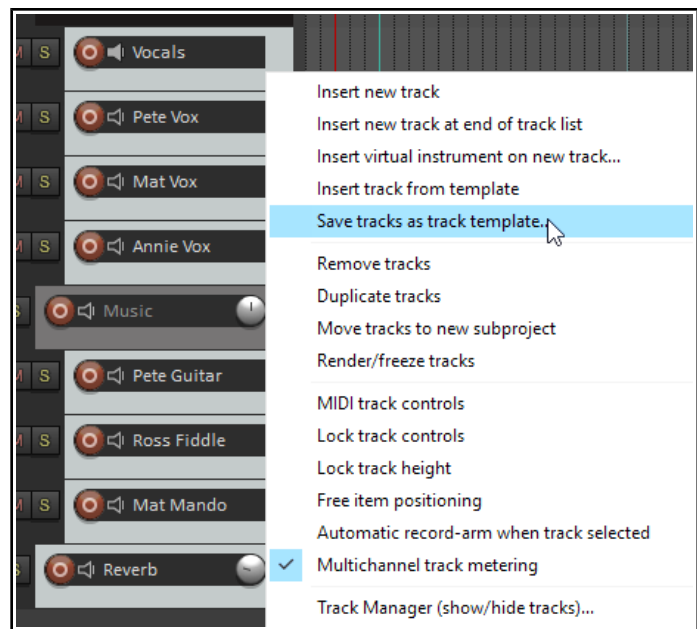 M S Vocals
Insert new track
M S Pete Vox
Insert new track at end of track list
Insert virtual instrument on new track...
M S Mat Vox
Insert track from template
Save tracks as track template...
M S Annie Vox
Remove tracks
Duplicate tracks
S Music
Move tracks to new subproject
Render/freeze tracks
M S Pete Guitar
MIDI track controls
M S Ross Fiddle
Lock track controls
Lock track height
M S Mat Mando
Free item positioning
Automatic record-arm when track selected
S Reverb
Multichannel track metering
Track Manager (show/hide tracks)...